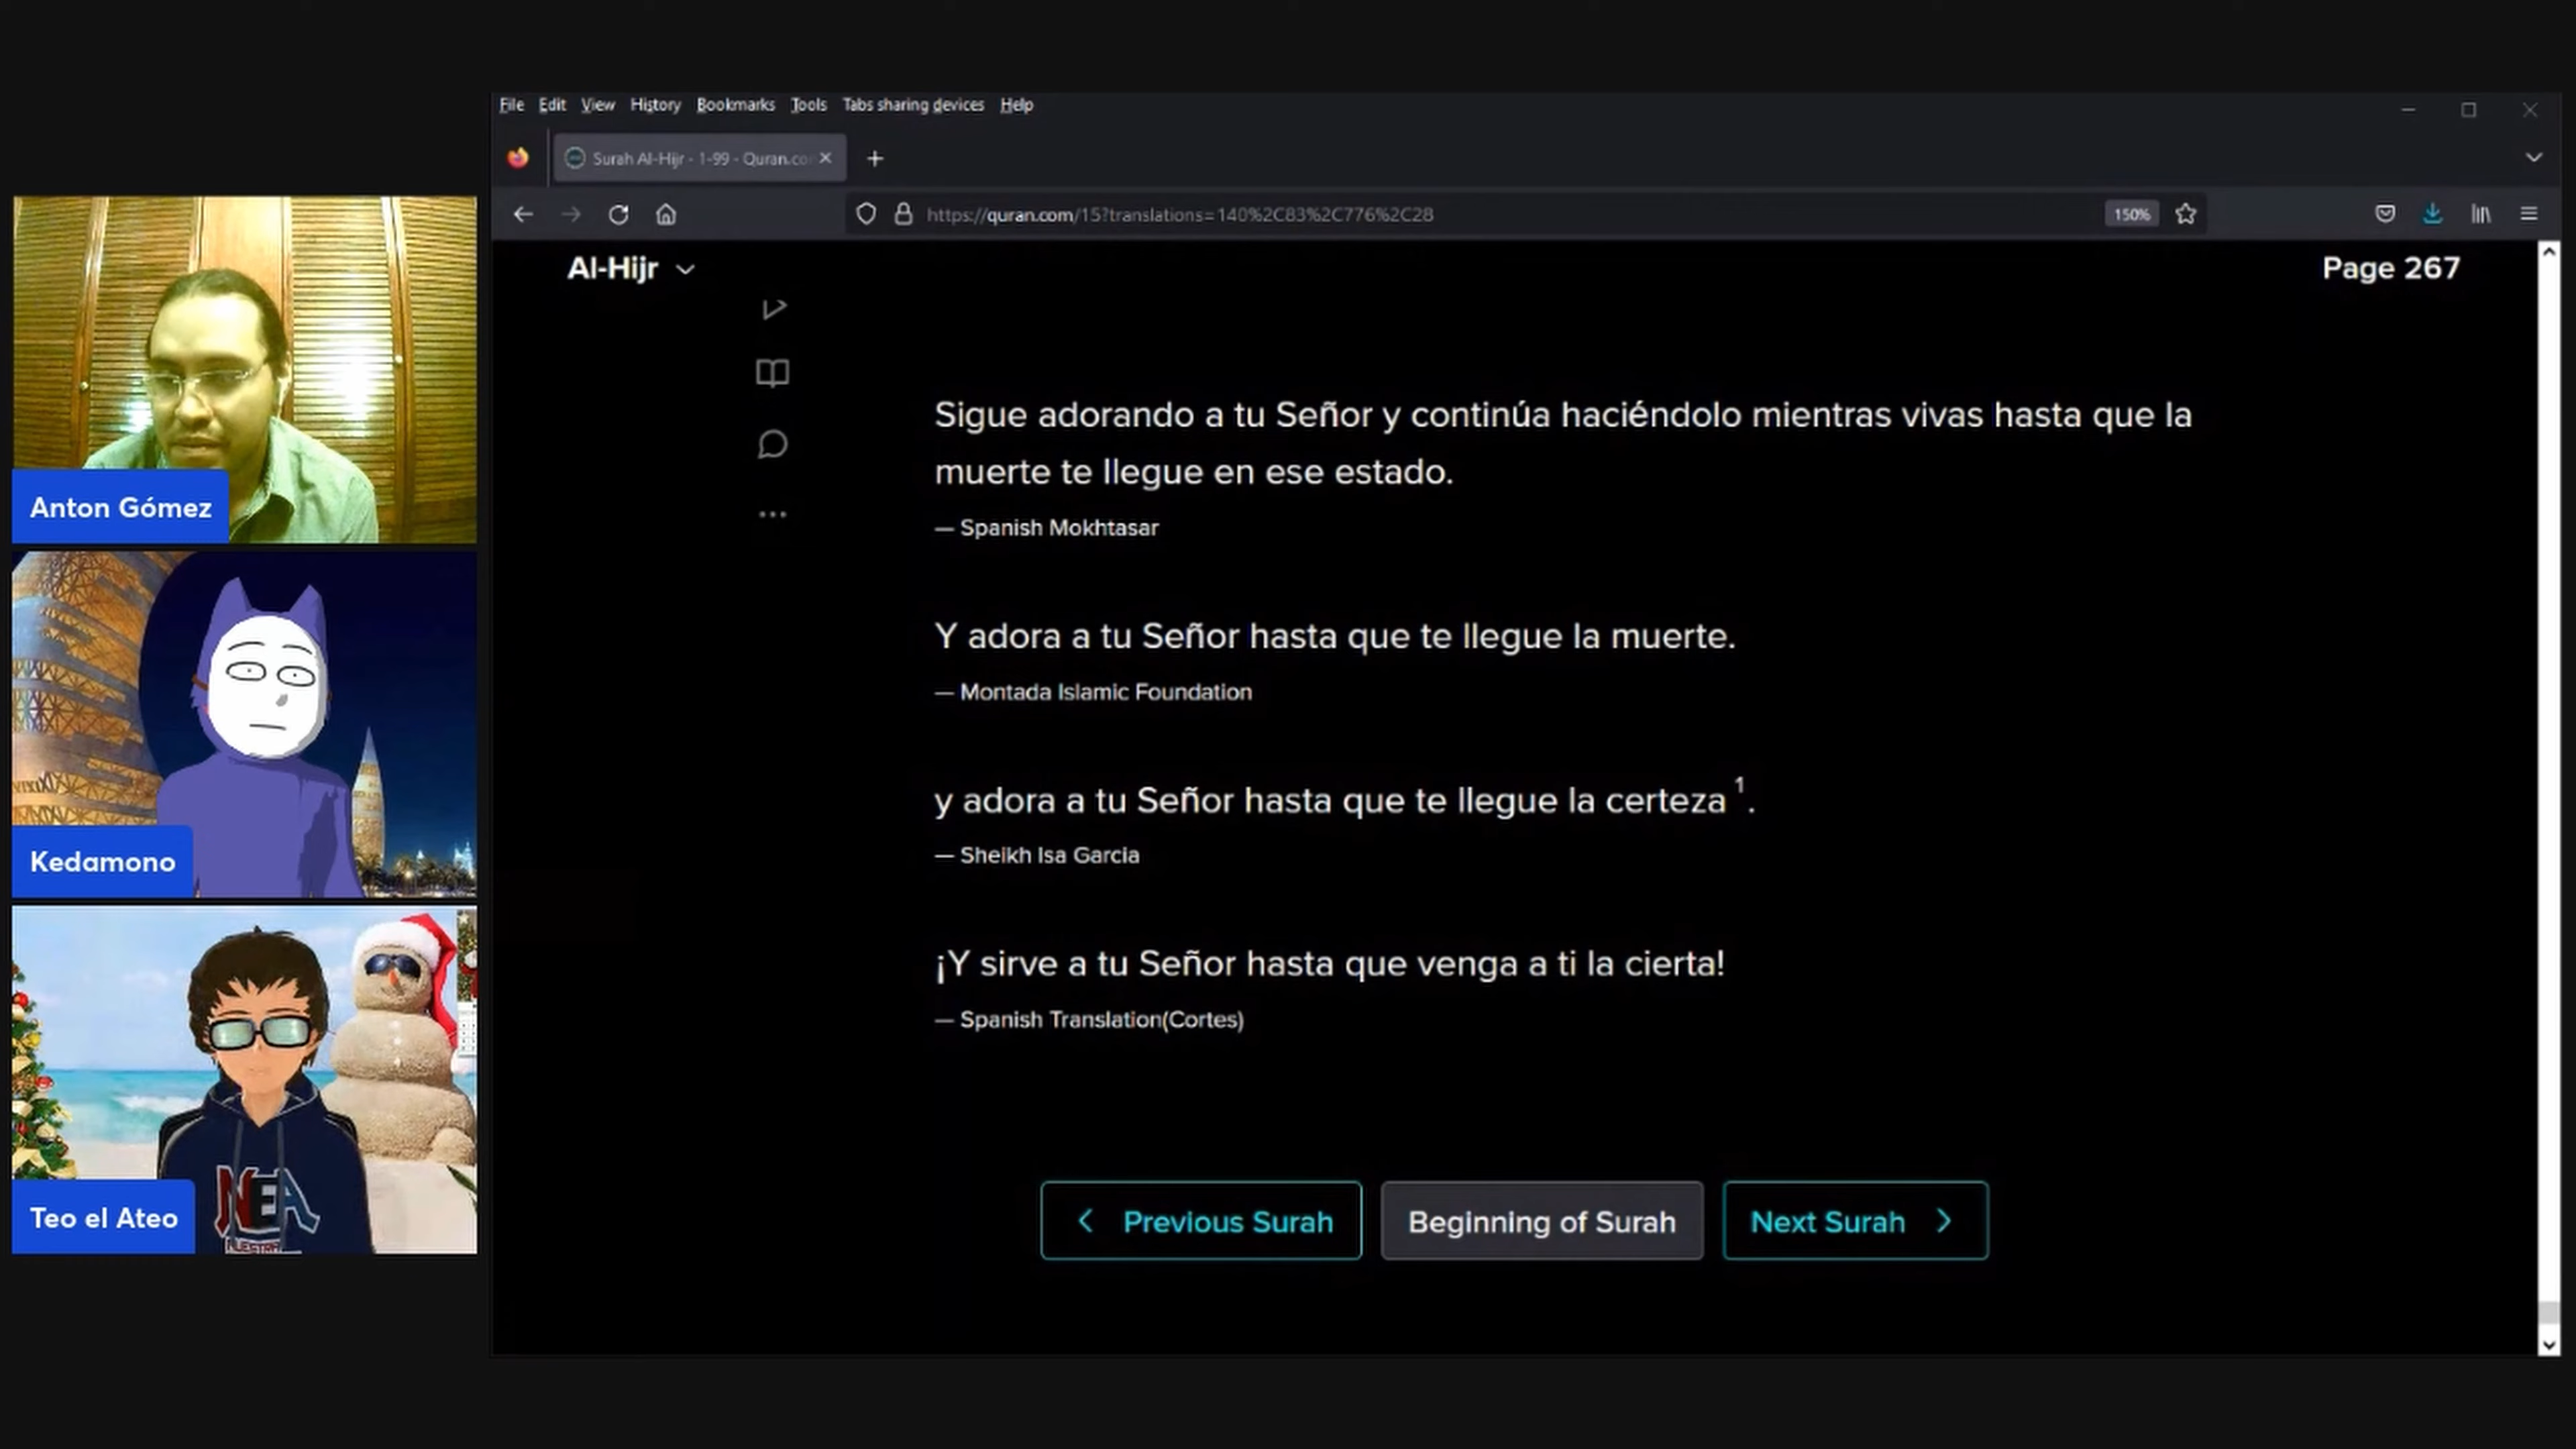 File Edit View History Bookmarks Tools Tabs sharing devices Help
Surah Al-Hijr - 1-99 - Quran.co
https://quran.com/15?translations=140%2C83%2C776%2C28
150%
Al-Hijr
Page 267
Sigue adorando a tu Señor y continúa haciéndolo mientras vivas hasta que la
muerte te llegue en ese estado.
— Spanish Mokhtasar
Y adora a tu Señor hasta que te llegue la muerte.
— Montada Islamic Foundation
y adora a tu Señor hasta que te llegue la certeza 1.
— Sheikh Isa Garcia
¡Y sirve a tu Señor hasta que venga a ti la cierta!
— Spanish Translation(Cortes)
Previous Surah
Beginning of Surah
Next Surah
Anton Gómez
Kedamono
Teo el Ateo
NEA